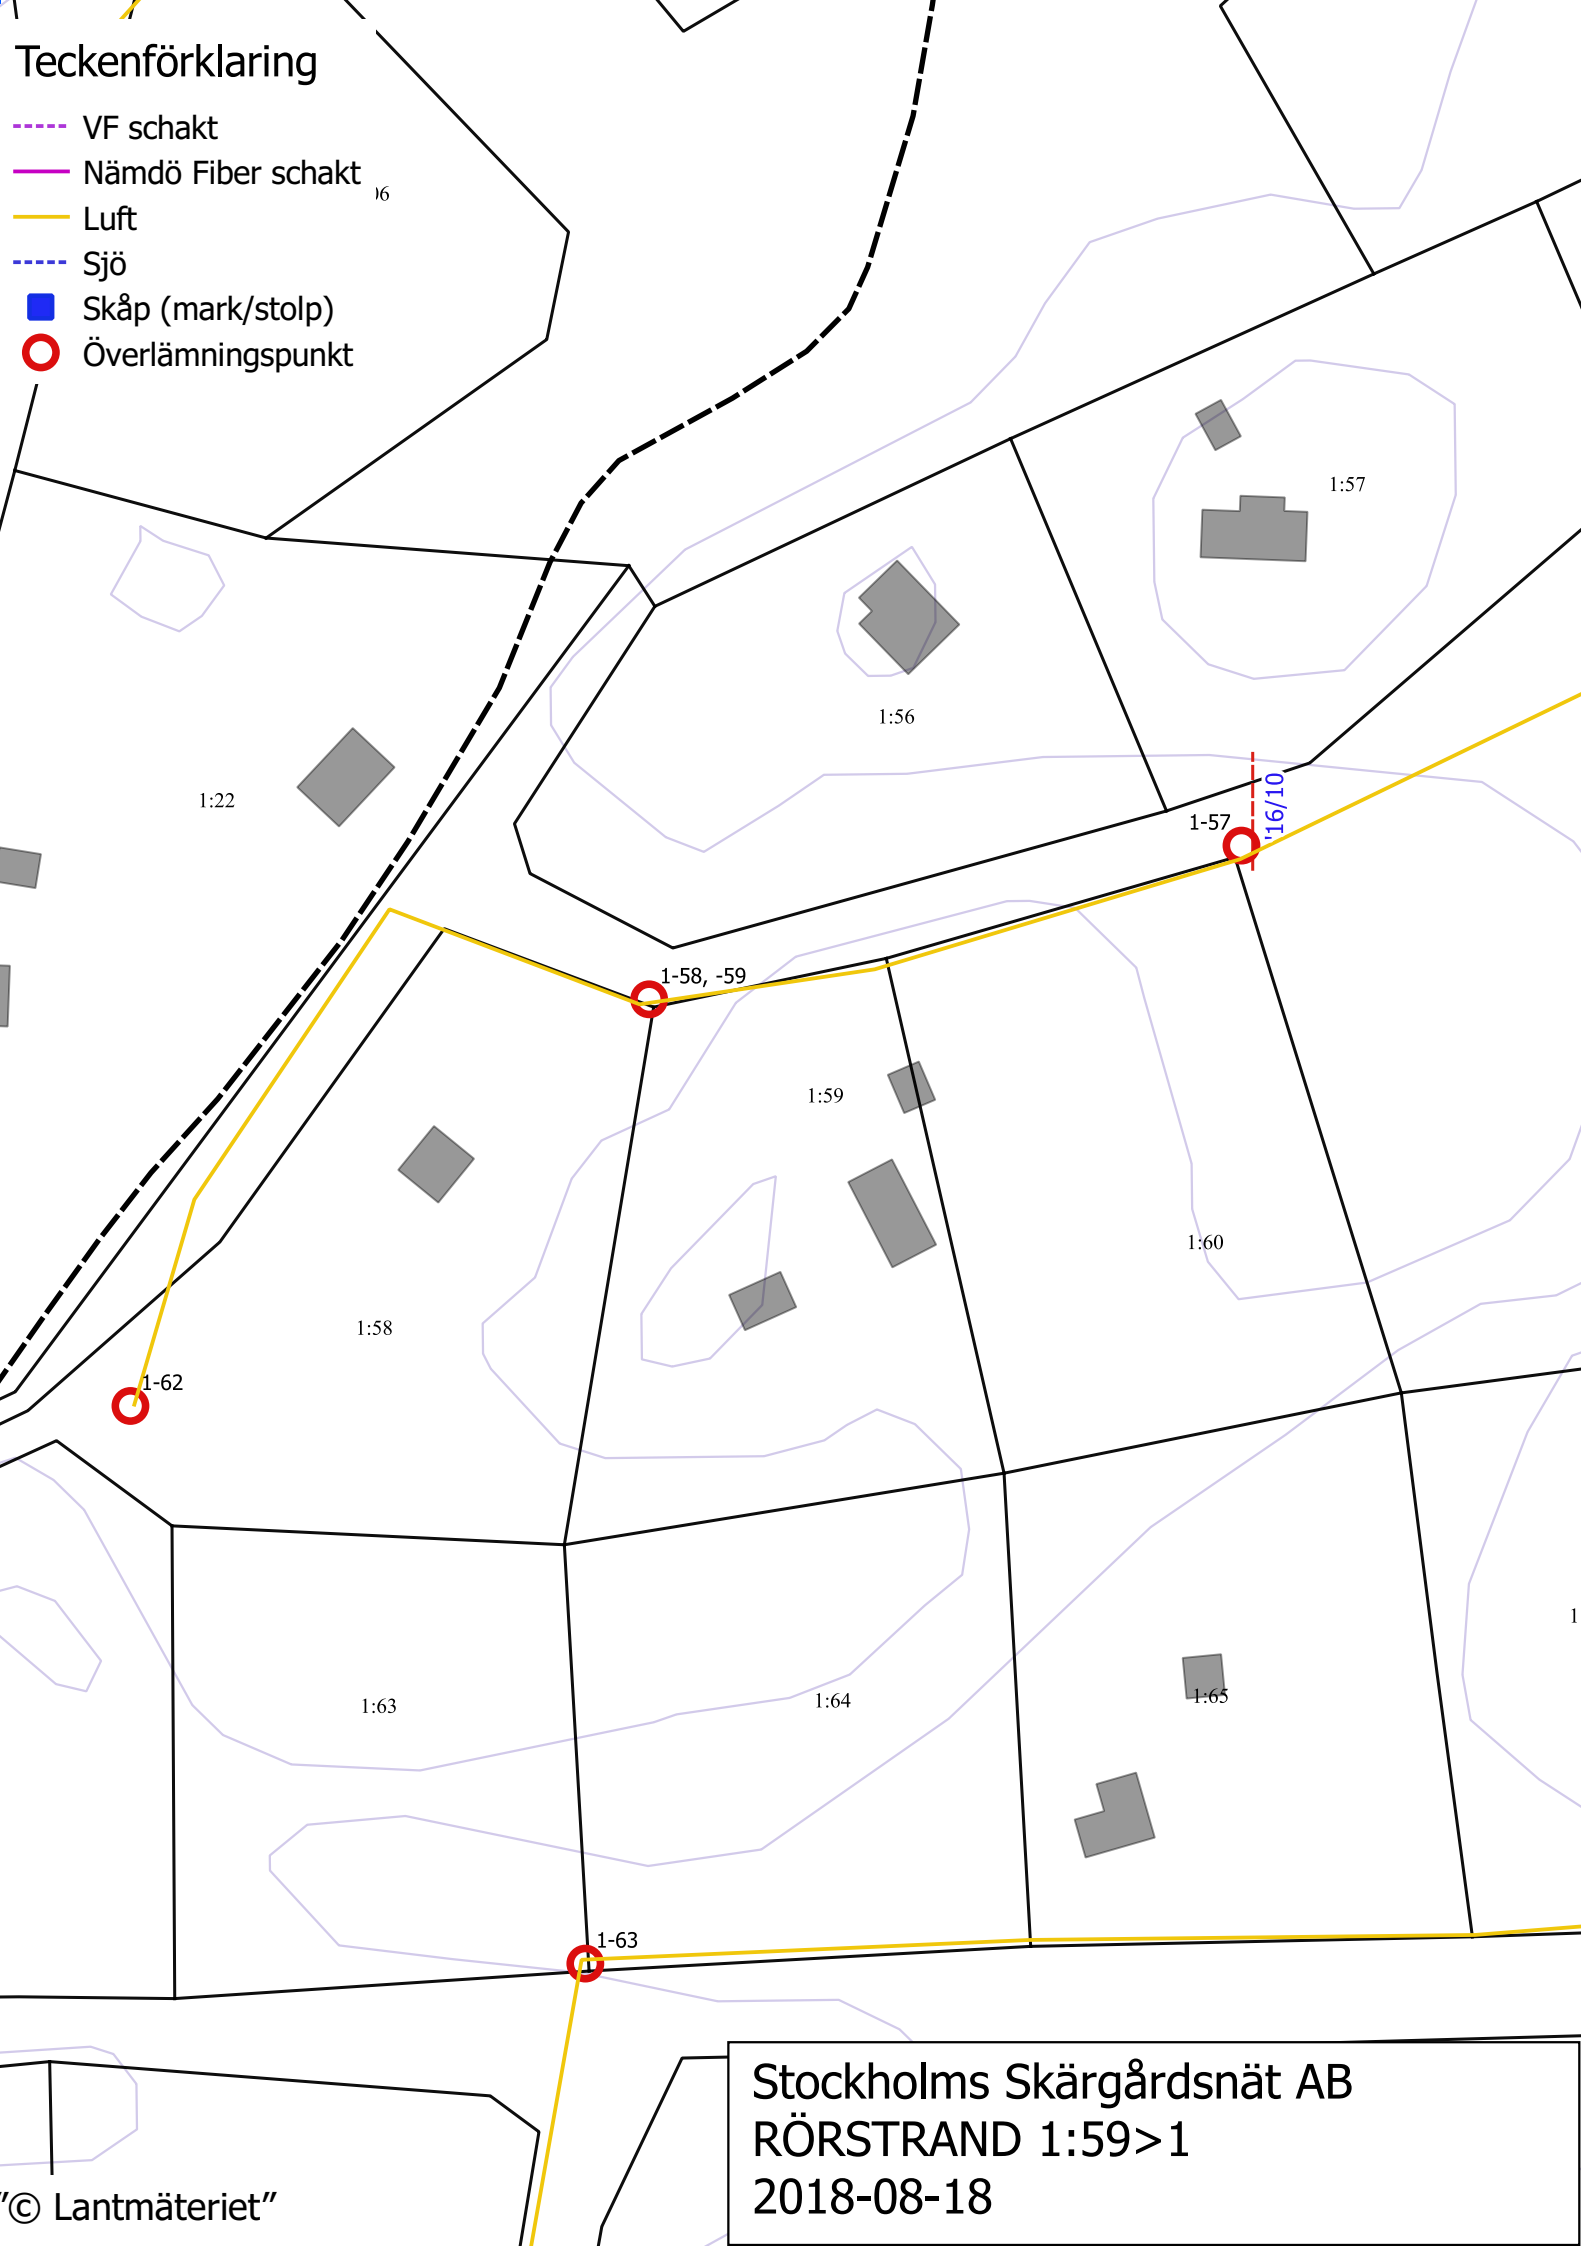 Teckenförklaring
VF schakt
Nämdö Fiber schakt
Luft
Sjö
Skåp (mark/stolp)
Överlämningspunkt
1:57
1:56
1:22
'16/10
1-57
1-58, -59
1:59
1:60
1:58
1-62
1:63
1:64
1:65
1-63
Stockholms Skärgårdsnät AB
RÖRSTRAND 1:59>1
2018-08-18
"© Lantmäteriet"